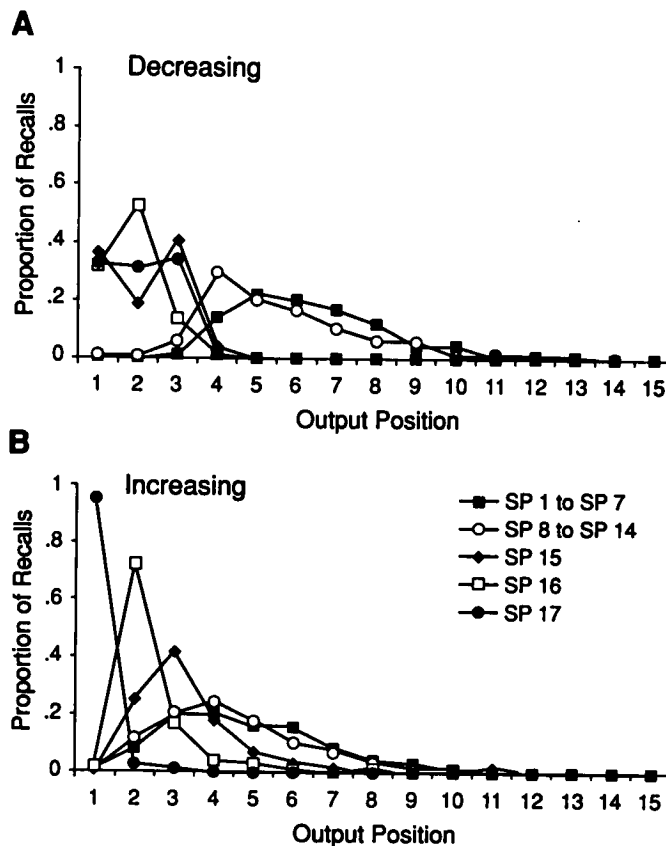 A
Decreasing
Proportion of Recalls
1
.8
.6
.4
.2
0
1 2 3 4 5 6 7 8 9 10 11 12 13 14 15
Output Position
B
Increasing
Proportion of Recalls
1
.8
.6
.4
.2
0
SP 1 to SP 7
SP 8 to SP 14
SP 15
SP 16
SP 17
1 2 3 4 5 6 7 8 9 10 11 12 13 14 15
Output Position